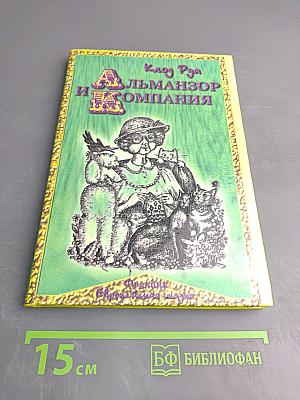 Клод Руа
АЛЬМАНЗОР
И КОМПАНИЯ
15 см
БФ БИБЛИОФАН